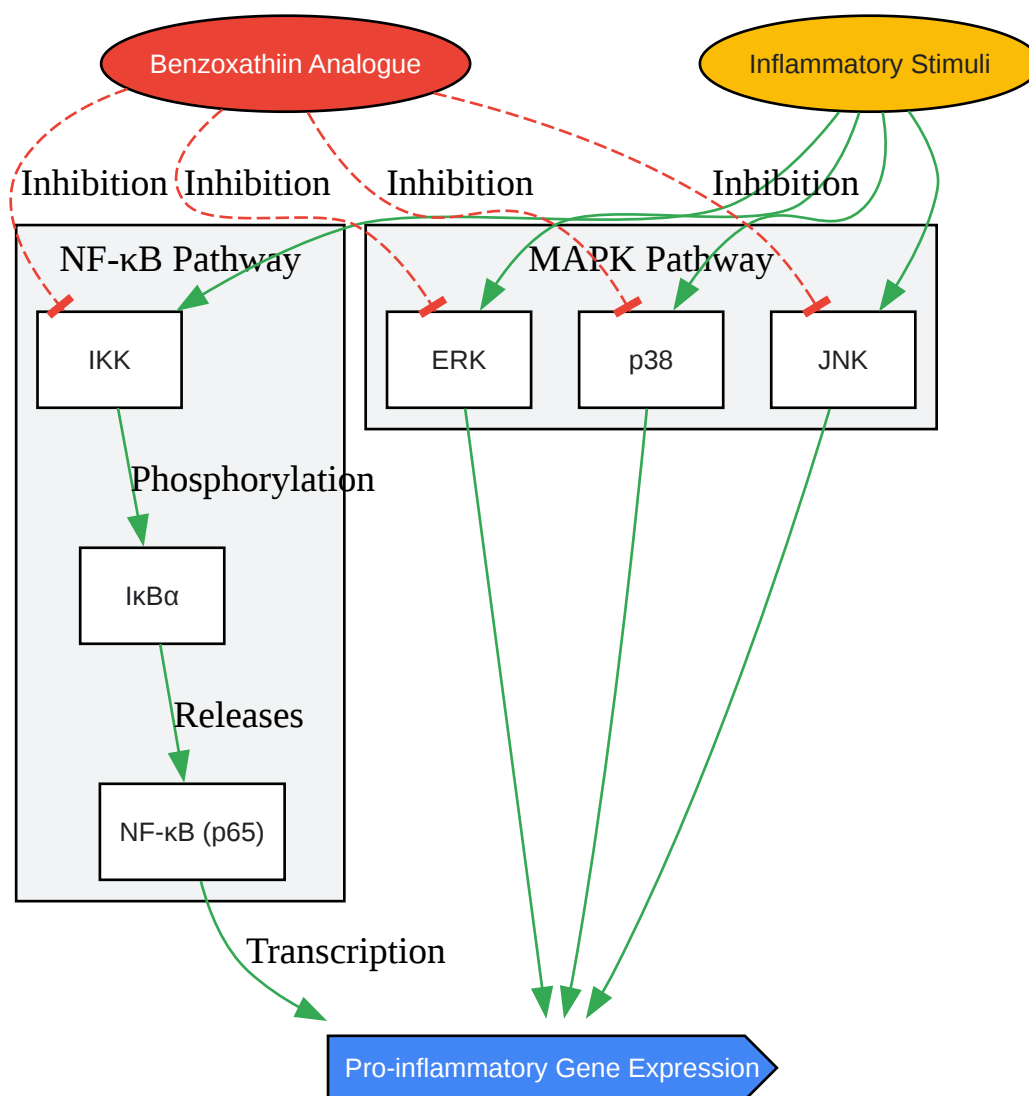 Benzoxathiin Analogue
Inflammatory Stimuli
Inhibition
Inhibition
Inhibition
Inhibition
NF-κB Pathway
MAPK Pathway
IKK
ERK
p38
JNK
Phosphorylation
IκBα
Releases
NF-κB (p65)
Transcription
Pro-inflammatory Gene Expression